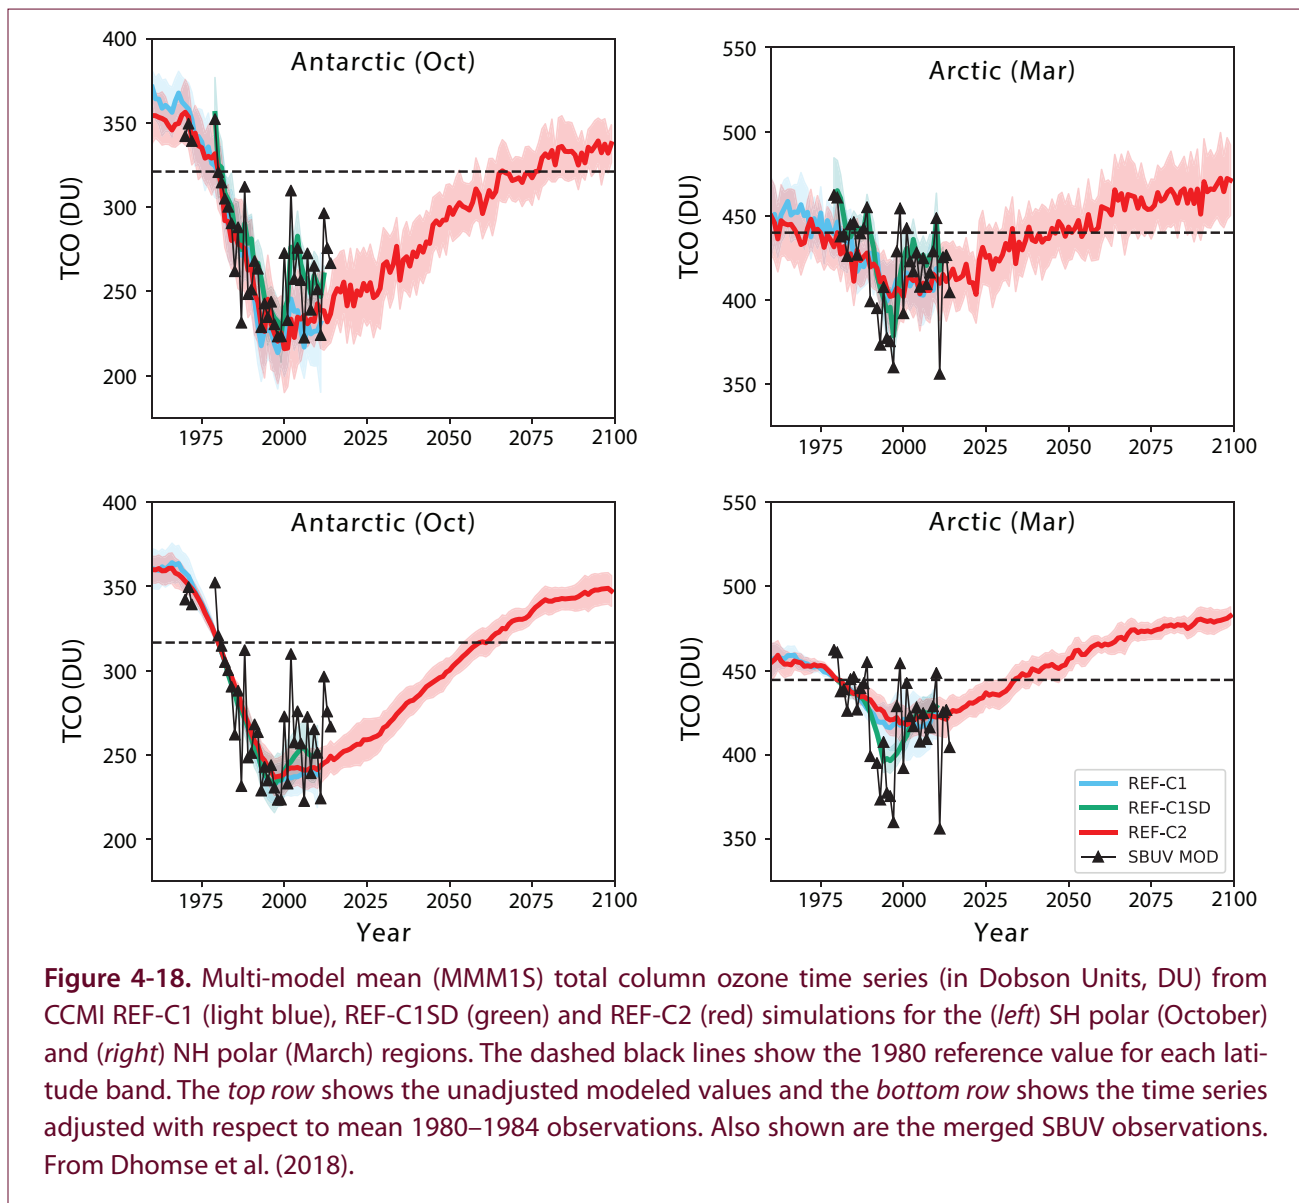 Antarctic (Oct)
TCO (DU)
400
350
300
250
200
1975
2000
2025
2050
2075
2100
Arctic (Mar)
TCO (DU)
550
500
450
400
350
1975
2000
2025
2050
2075
2100
Antarctic (Oct)
TCO (DU)
400
350
300
250
200
1975
2000
2025
2050
2075
2100
Year
Arctic (Mar)
TCO (DU)
550
500
450
400
350
REF-C1
REF-C1SD
REF-C2
SBUV MOD
1975
2000
2025
2050
2075
2100
Year
Figure 4-18. Multi-model mean (MMM1S) total column ozone time series (in Dobson Units, DU) from
CCMI REF-C1 (light blue), REF-C1SD (green) and REF-C2 (red) simulations for the (left) SH polar (October)
and (right) NH polar (March) regions. The dashed black lines show the 1980 reference value for each lati-
tude band. The top row shows the unadjusted modeled values and the bottom row shows the time series
adjusted with respect to mean 1980–1984 observations. Also shown are the merged SBUV observations.
From Dhomse et al. (2018).